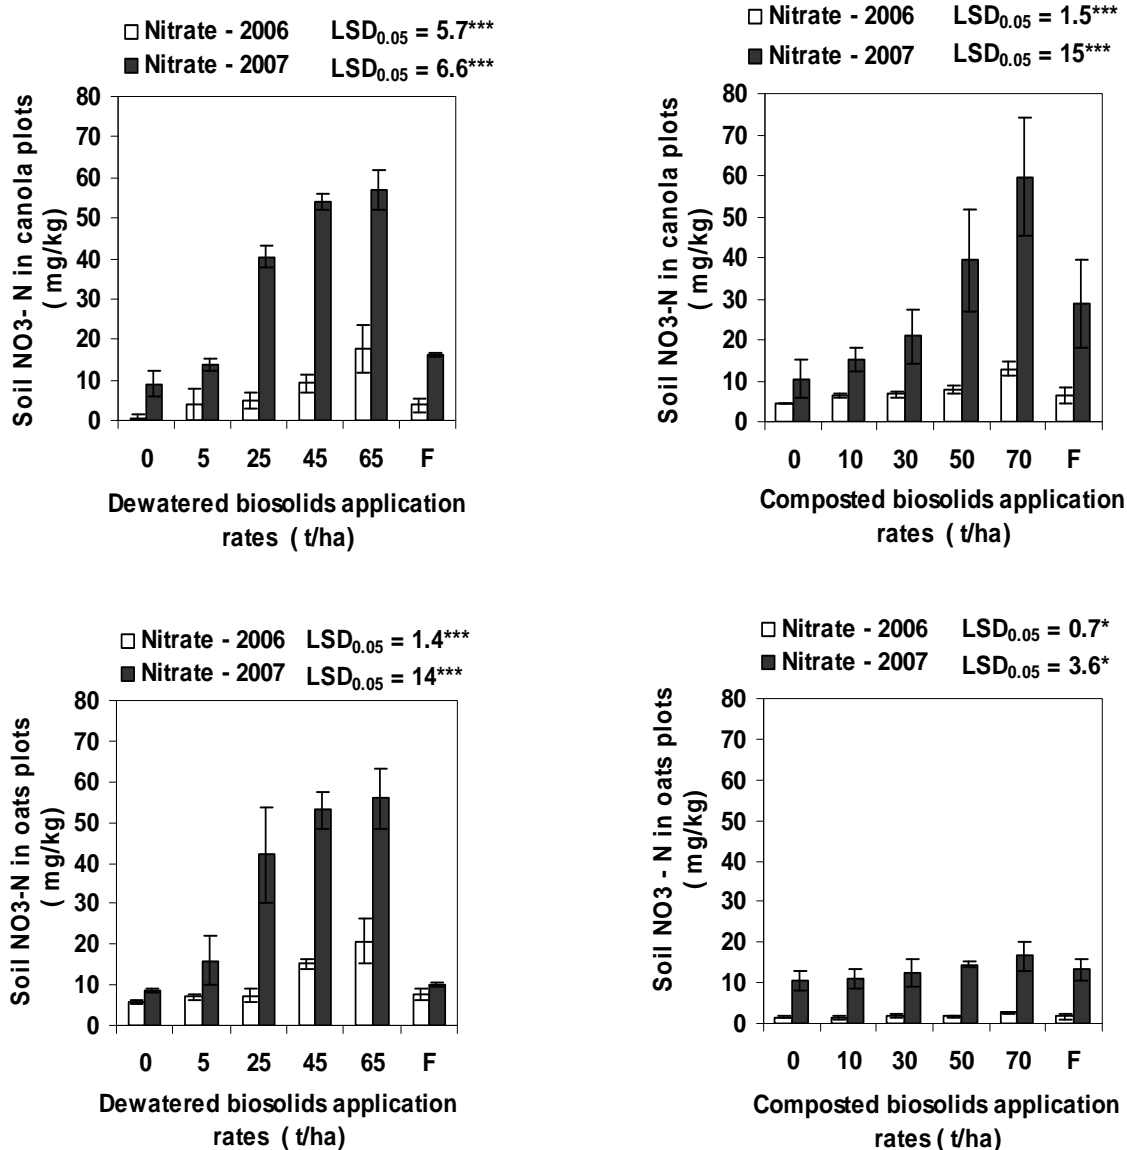 Nitrate - 2006 LSD0.05 = 5.7***
Nitrate - 2007 LSD0.05 = 6.6***
Soil NO3- N in canola plots
( mg/kg)
80
70
60
50
40
30
20
10
0
0 5 25 45 65 F
Dewatered biosolids application
rates ( t/ha)
Nitrate - 2006 LSD0.05 = 1.5***
Nitrate - 2007 LSD0.05 = 15***
Soil NO3-N in canola plots
( mg/kg)
80
70
60
50
40
30
20
10
0
0 10 30 50 70 F
Composted biosolids application
rates ( t/ha)
Nitrate - 2006 LSD0.05 = 1.4***
Nitrate - 2007 LSD0.05 = 14***
Soil NO3-N in oats plots
( mg/kg)
80
70
60
50
40
30
20
10
0
0 5 25 45 65 F
Dewatered biosolids application
rates ( t/ha)
Nitrate - 2006 LSD0.05 = 0.7*
Nitrate - 2007 LSD0.05 = 3.6*
Soil NO3 - N in oats plots
( mg/kg)
80
70
60
50
40
30
20
10
0
0 10 30 50 70 F
Composted biosolids application
rates ( t/ha)